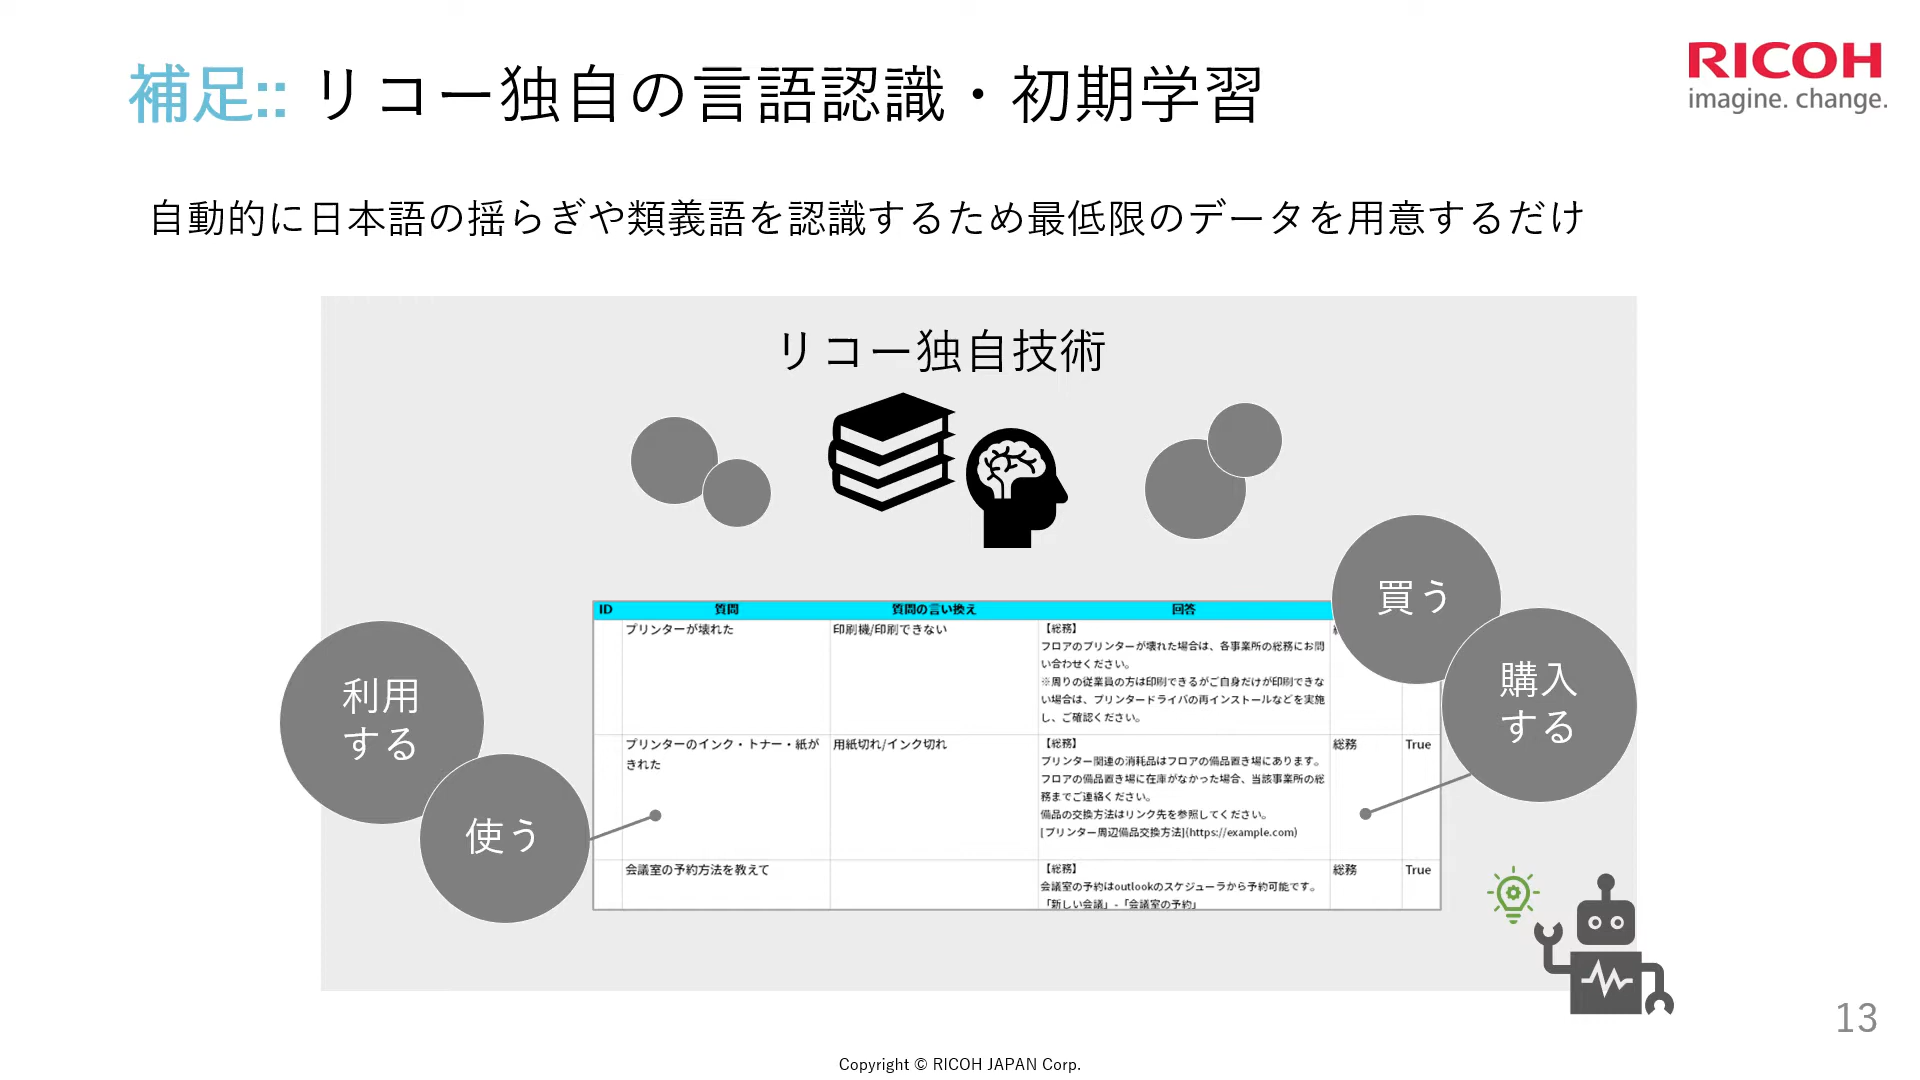 補足:: リコー独自の言語認識・初期学習
RICOH
imagine. change.
自動的に日本語の揺らぎや類義語を認識するため最低限のデータを用意するだけ
リコー独自技術
利用
する
使う
買う
購入
する
ID 質問 質問の言い換え 回答
プリンターが壊れた 印刷機/印刷できない 【総務】
フロアのプリンターが壊れた場合は、各事業所の総務にお問
い合わせください。
※周りの従業員の方は印刷できるがご自身だけが印刷できな
い場合は、プリンタードライバの再インストールなどを実施
し、ご確認ください。
プリンターのインク・トナー・紙が 用紙切れ/インク切れ 【総務】 総務 True
きれた
プリンター関連の消耗品はフロアの備品置き場にあります。
フロアの備品置き場に在庫がなかった場合、当該事業所の総
務までご連絡ください。
備品の交換方法はリンク先を参照してください。
[プリンター周辺備品交換方法](https://example.com)
会議室の予約方法を教えて 【総務】 総務 True
会議室の予約はoutlookのスケジューラから予約可能です。
「新しい会議」-「会議室の予約」
13
Copyright © RICOH JAPAN Corp.